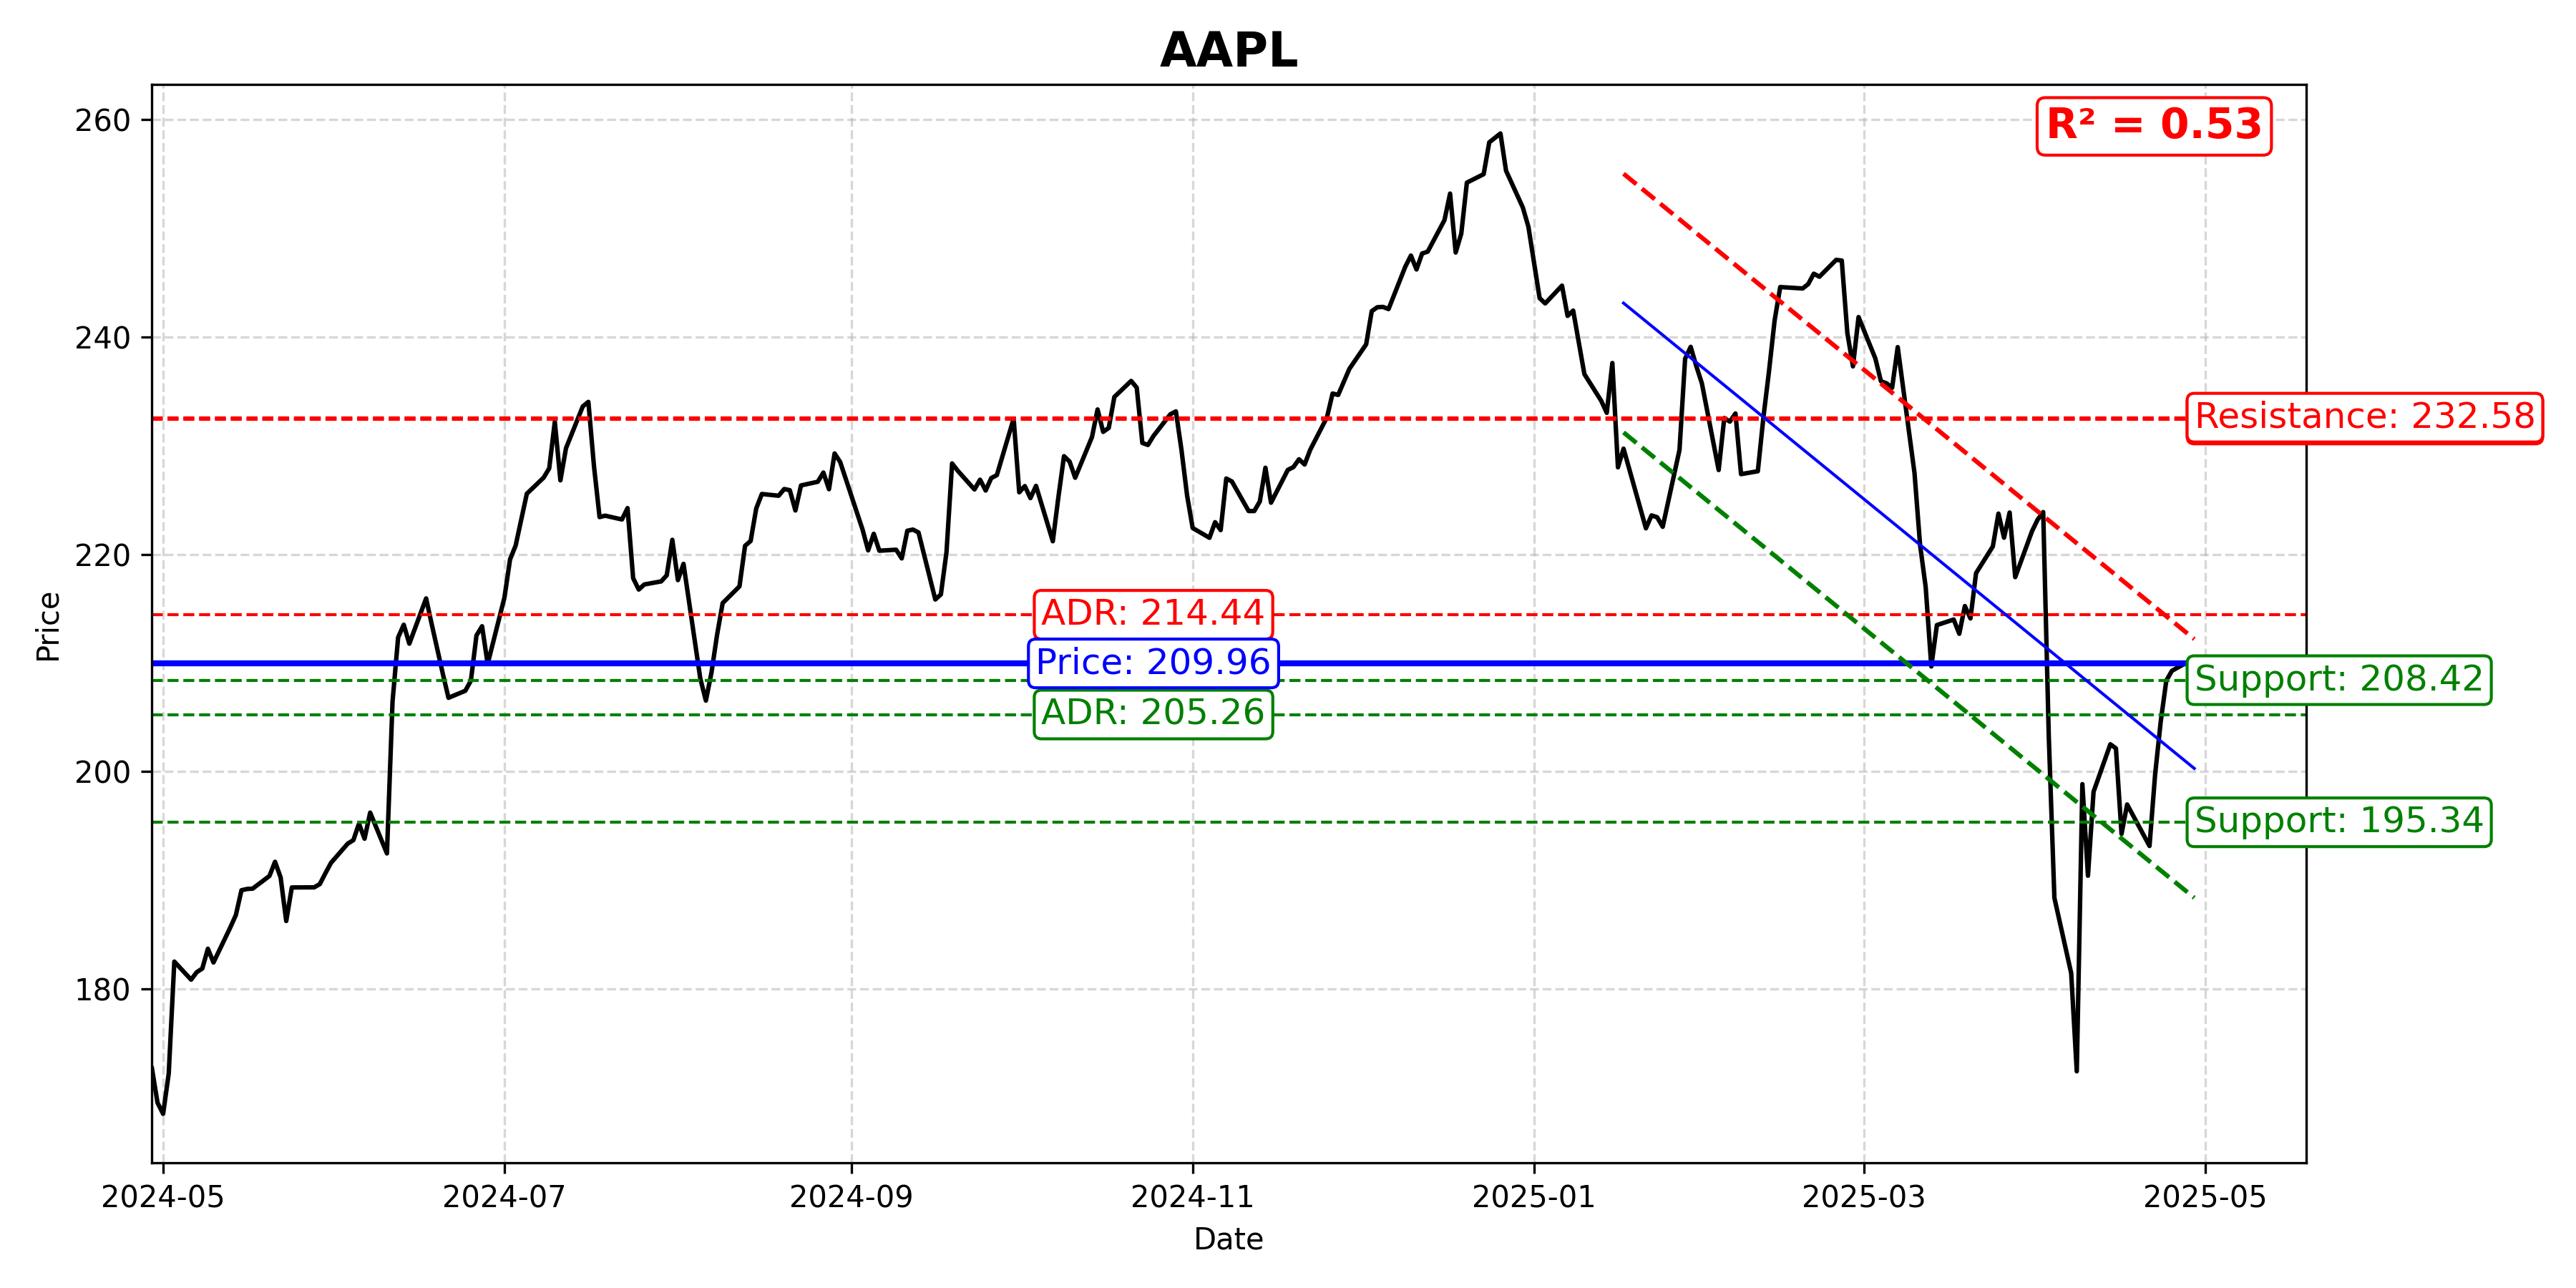 AAPL
R² = 0.53
260
240
220
200
180
Price
Resistance: 232.58
ADR: 214.44
Price: 209.96
Support: 208.42
ADR: 205.26
Support: 195.34
2024-05
2024-07
2024-09
2024-11
2025-01
2025-03
2025-05
Date